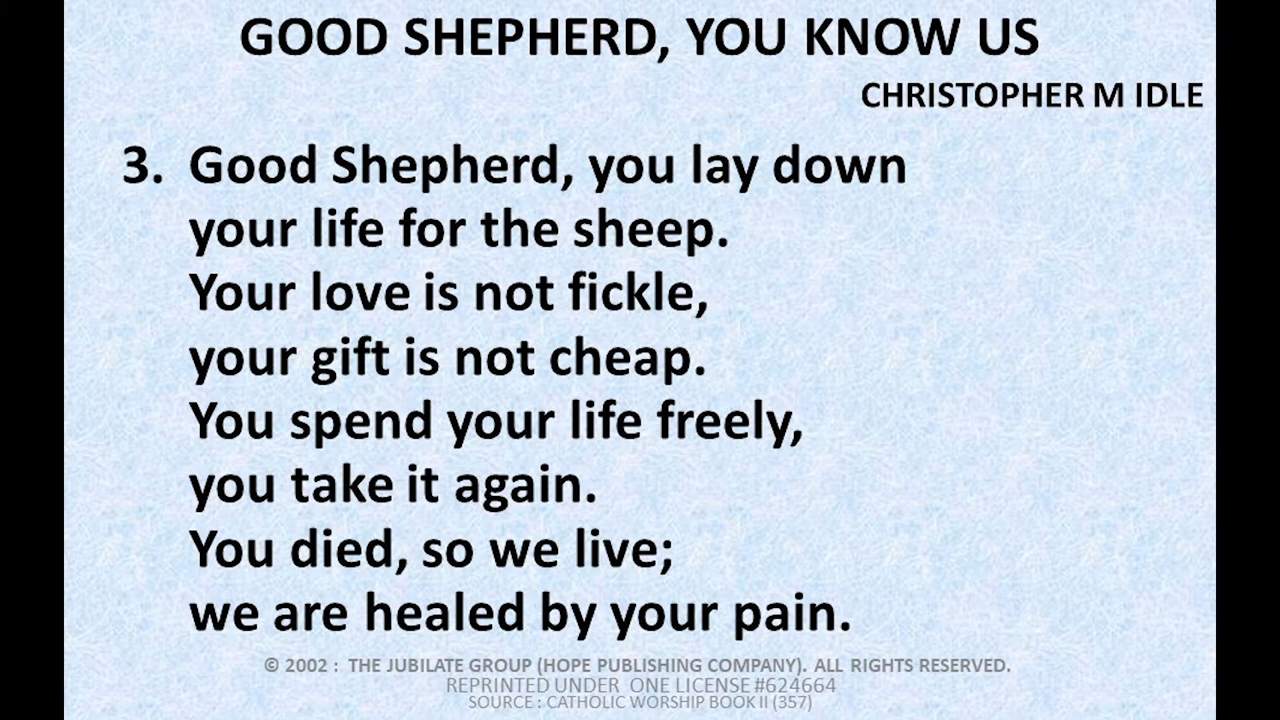 GOOD SHEPHERD, YOU KNOW US
CHRISTOPHER M IDLE
3. Good Shepherd, you lay down
your life for the sheep.
Your love is not fickle,
your gift is not cheap.
You spend your life freely,
you take it again.
You died, so we live;
we are healed by your pain.
© 2002 : THE JUBILATE GROUP (HOPE PUBLISHING COMPANY). ALL RIGHTS RESERVED.
REPRINTED UNDER ONE LICENSE #624664
SOURCE : CATHOLIC WORSHIP BOOK II (357)